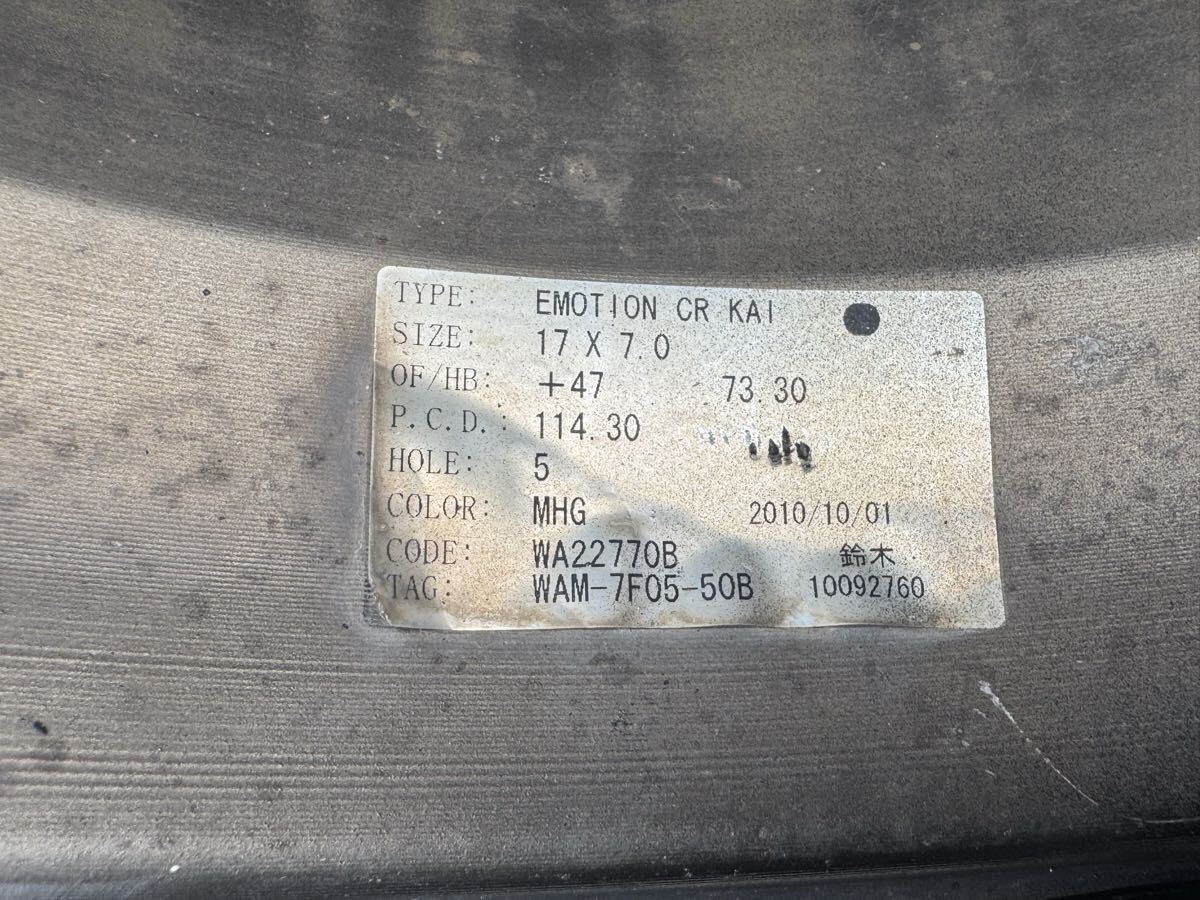 TYPE: EMOTION CR KAI
SIZE: 17 X 7.0
OF/HB: +47 73.30
P.C.D.: 114.30
HOLE: 5
COLOR: MHG 2010/10/01
CODE: WA22770B 鈴木
TAG: WAM-7F05-50B 10092760